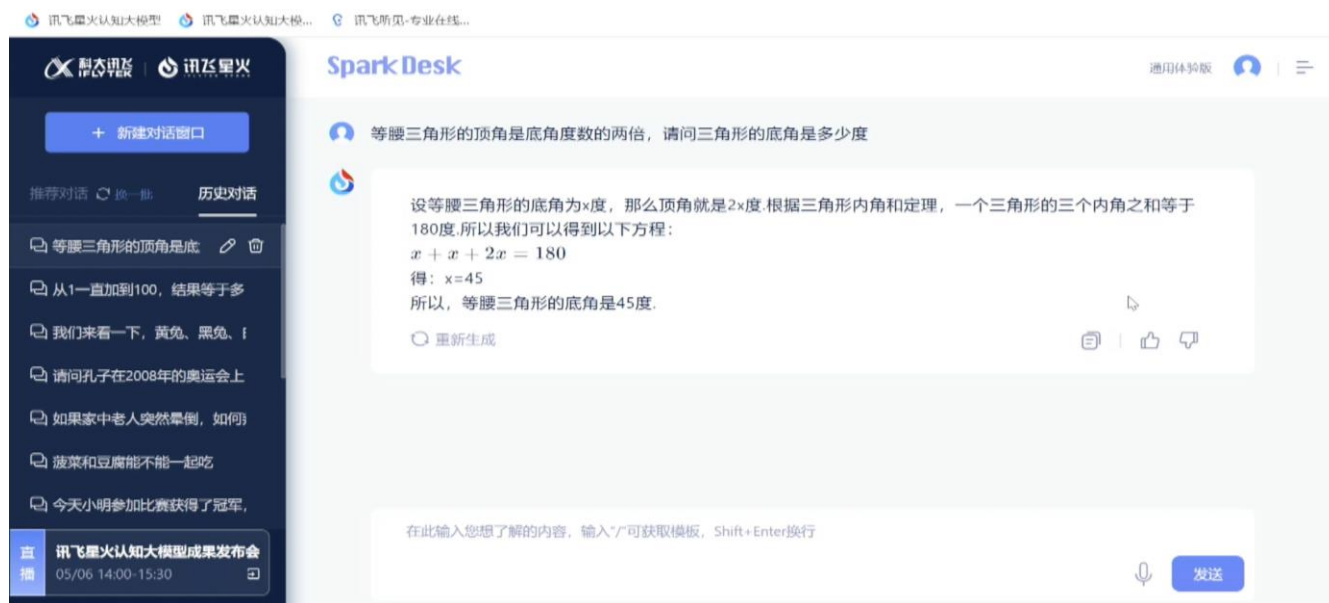 讯飞星火认知大模型
讯飞星火认知大模...
讯飞听见-专业在线...
科大讯飞
iFLYTEK
讯飞星火
SparkDesk
通用体验版
+ 新建对话窗口
推荐对话 换一批 历史对话
等腰三角形的顶角是底
从1一直加到100,结果等于多
我们来看一下,黄兔、黑兔、
请问孔子在2008年的奥运会上
如果家中老人突然晕倒,如何
菠菜和豆腐能不能一起吃
今天小明参加比赛获得了冠军,
直播
讯飞星火认知大模型成果发布会
05/06 14:00-15:30
等腰三角形的顶角是底角度数的两倍,请问三角形的底角是多少度
设等腰三角形的底角为x度,那么顶角就是2x度.根据三角形内角和定理,一个三角形的三个内角之和等于
180度.所以我们可以得到以下方程:
x + x + 2x = 180
得:x=45
所以,等腰三角形的底角是45度.
重新生成
在此输入您想了解的内容,输入"/"可获取模板,Shift+Enter换行
发送